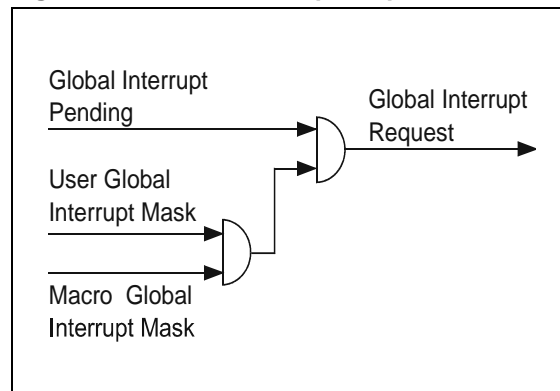 Global Interrupt
Pending
Global Interrupt
Request
User Global
Interrupt Mask
Macro Global
Interrupt Mask